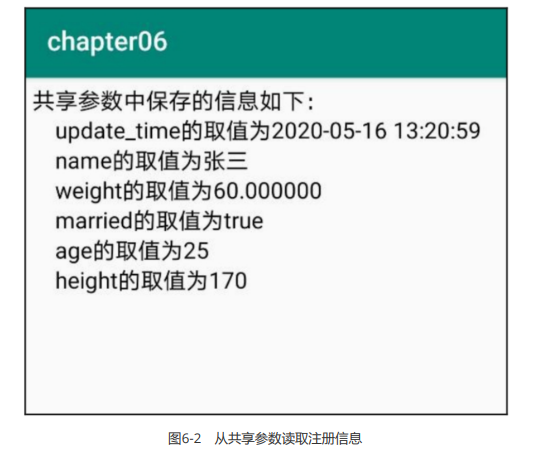 chapter06
共享参数中保存的信息如下：
update_time的取值为2020-05-16 13:20:59
name的取值为张三
weight的取值为60.000000
married的取值为true
age的取值为25
height的取值为170
图6-2 从共享参数读取注册信息